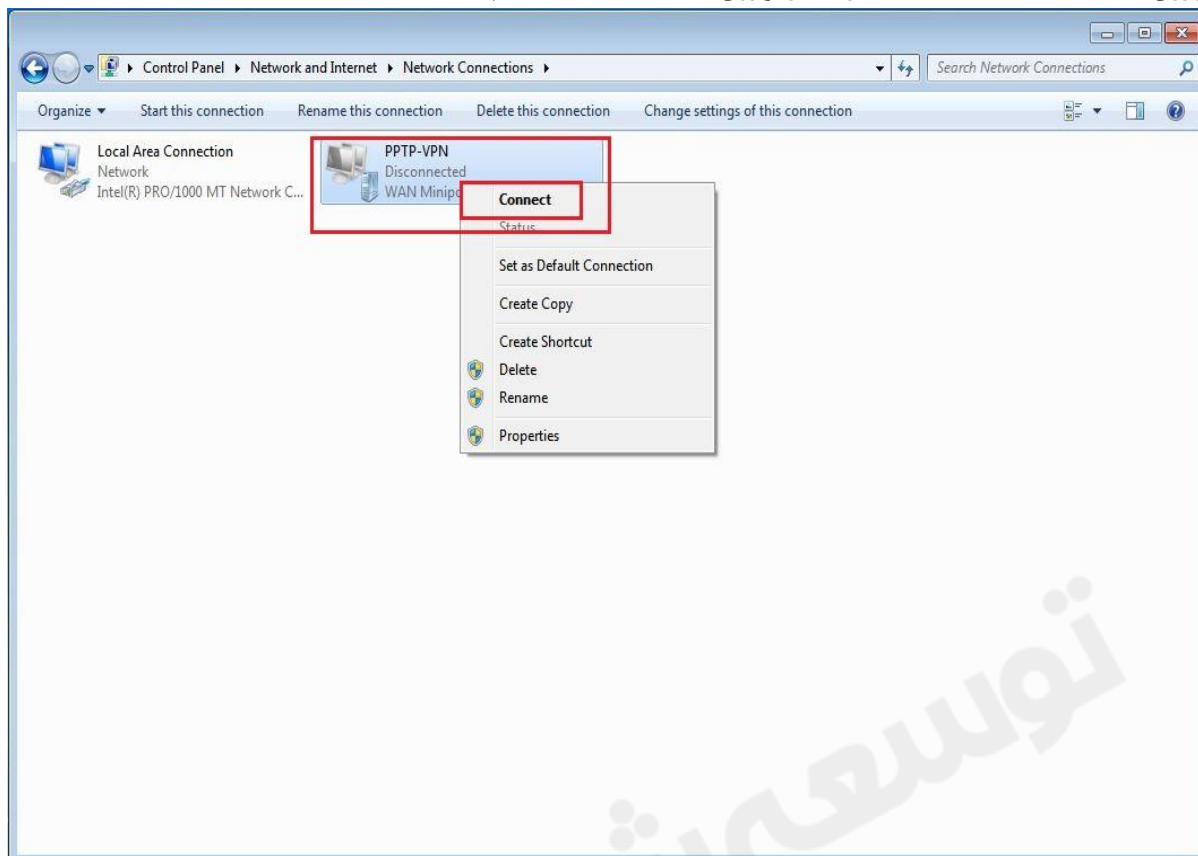 Control Panel ▸ Network and Internet ▸ Network Connections ▸
Search Network Connections
Organize ▾ Start this connection Rename this connection Delete this connection Change settings of this connection
Local Area Connection
Network
Intel(R) PRO/1000 MT Network C...
PPTP-VPN
Disconnected
WAN Minipo
Connect
Status
Set as Default Connection
Create Copy
Create Shortcut
Delete
Rename
Properties
توسعه